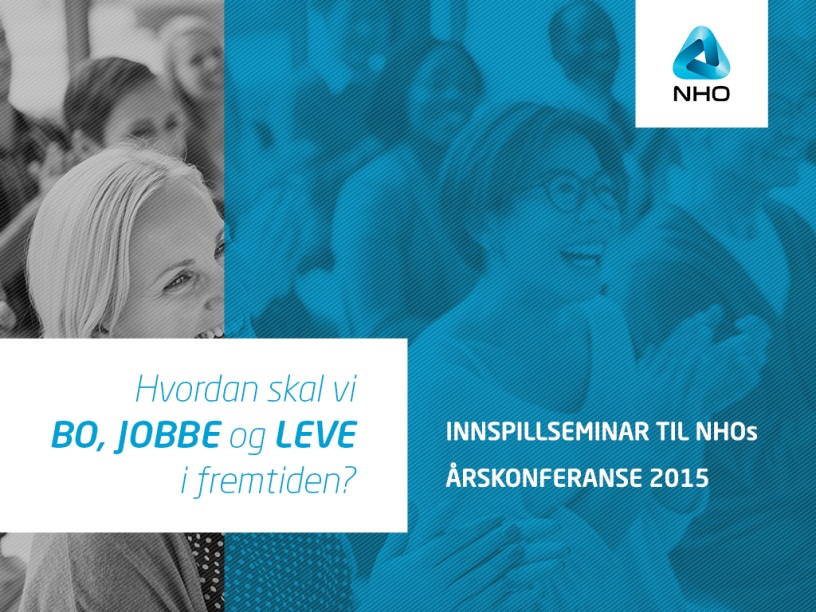 NHO
Hvordan skal vi
BO, JOBBE og LEVE
i fremtiden?
INNSPILLSEMINAR TIL NHOs
ÅRSKONFERANSE 2015